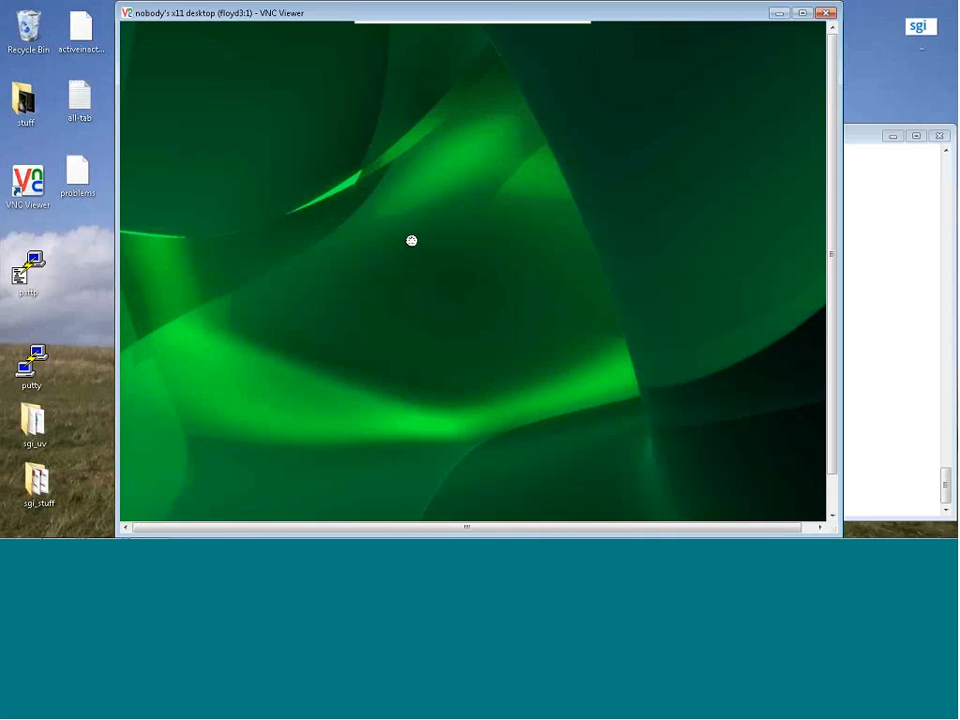 nobody's x11 desktop (floyd3:1) - VNC Viewer
sgi
Recycle Bin
activeinact...
stuff
all-tab
VNC Viewer
problems
psftp
putty
sgi_uv
sgi_stuff